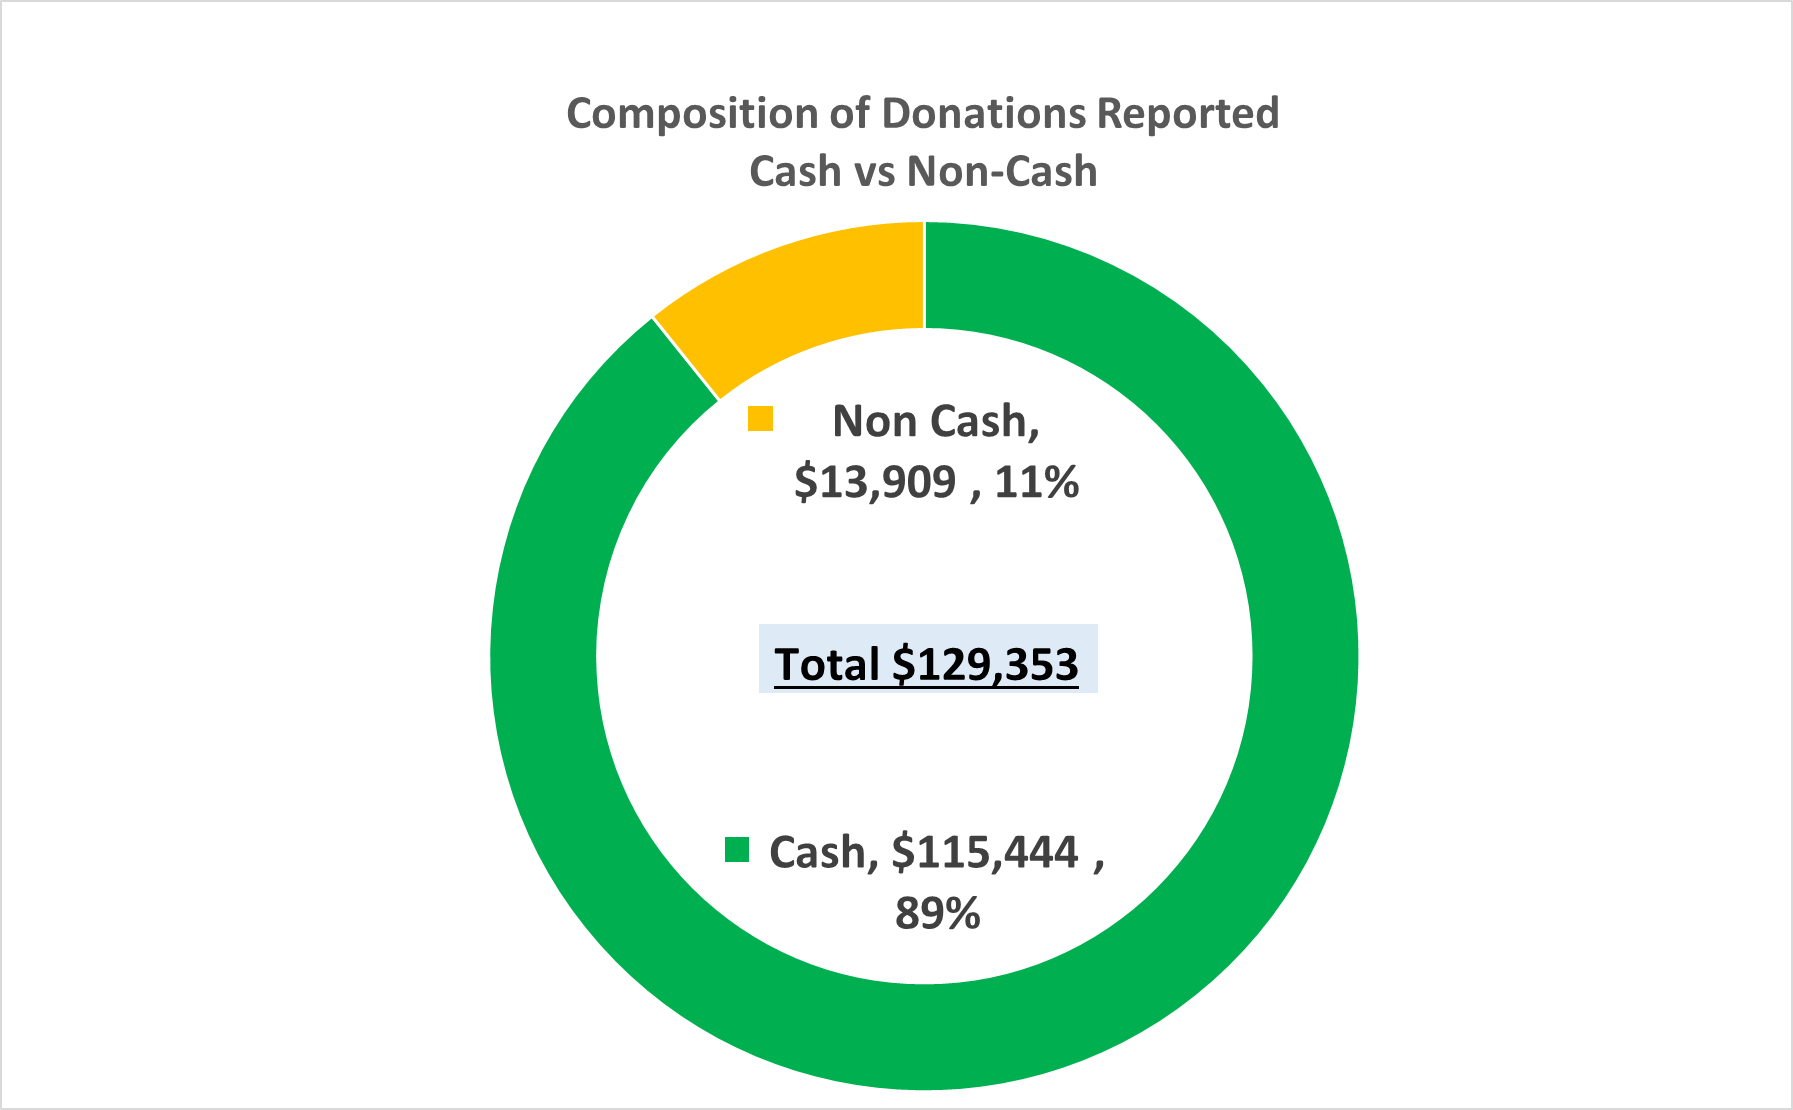 Composition of Donations Reported
Cash vs Non-Cash
Non Cash,
$13,909 , 11%
Total $129,353
Cash, $115,444 ,
89%